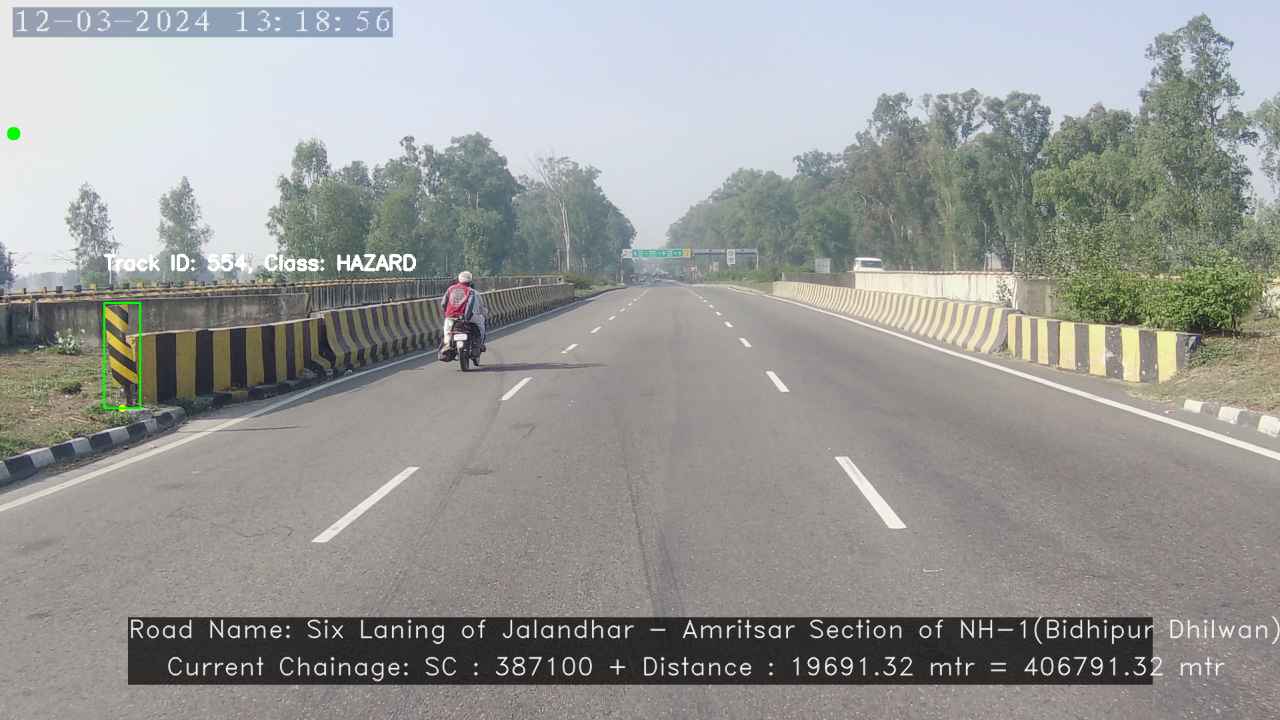 12-03-2024 13:18:56
Track ID: 554, Class: HAZARD
Road Name: Six Laning of Jalandhar - Amritsar Section of NH-1(Bidhipur Dhilwan)
Current Chainage: SC : 387100 + Distance : 19691.32 mtr = 406791.32 mtr